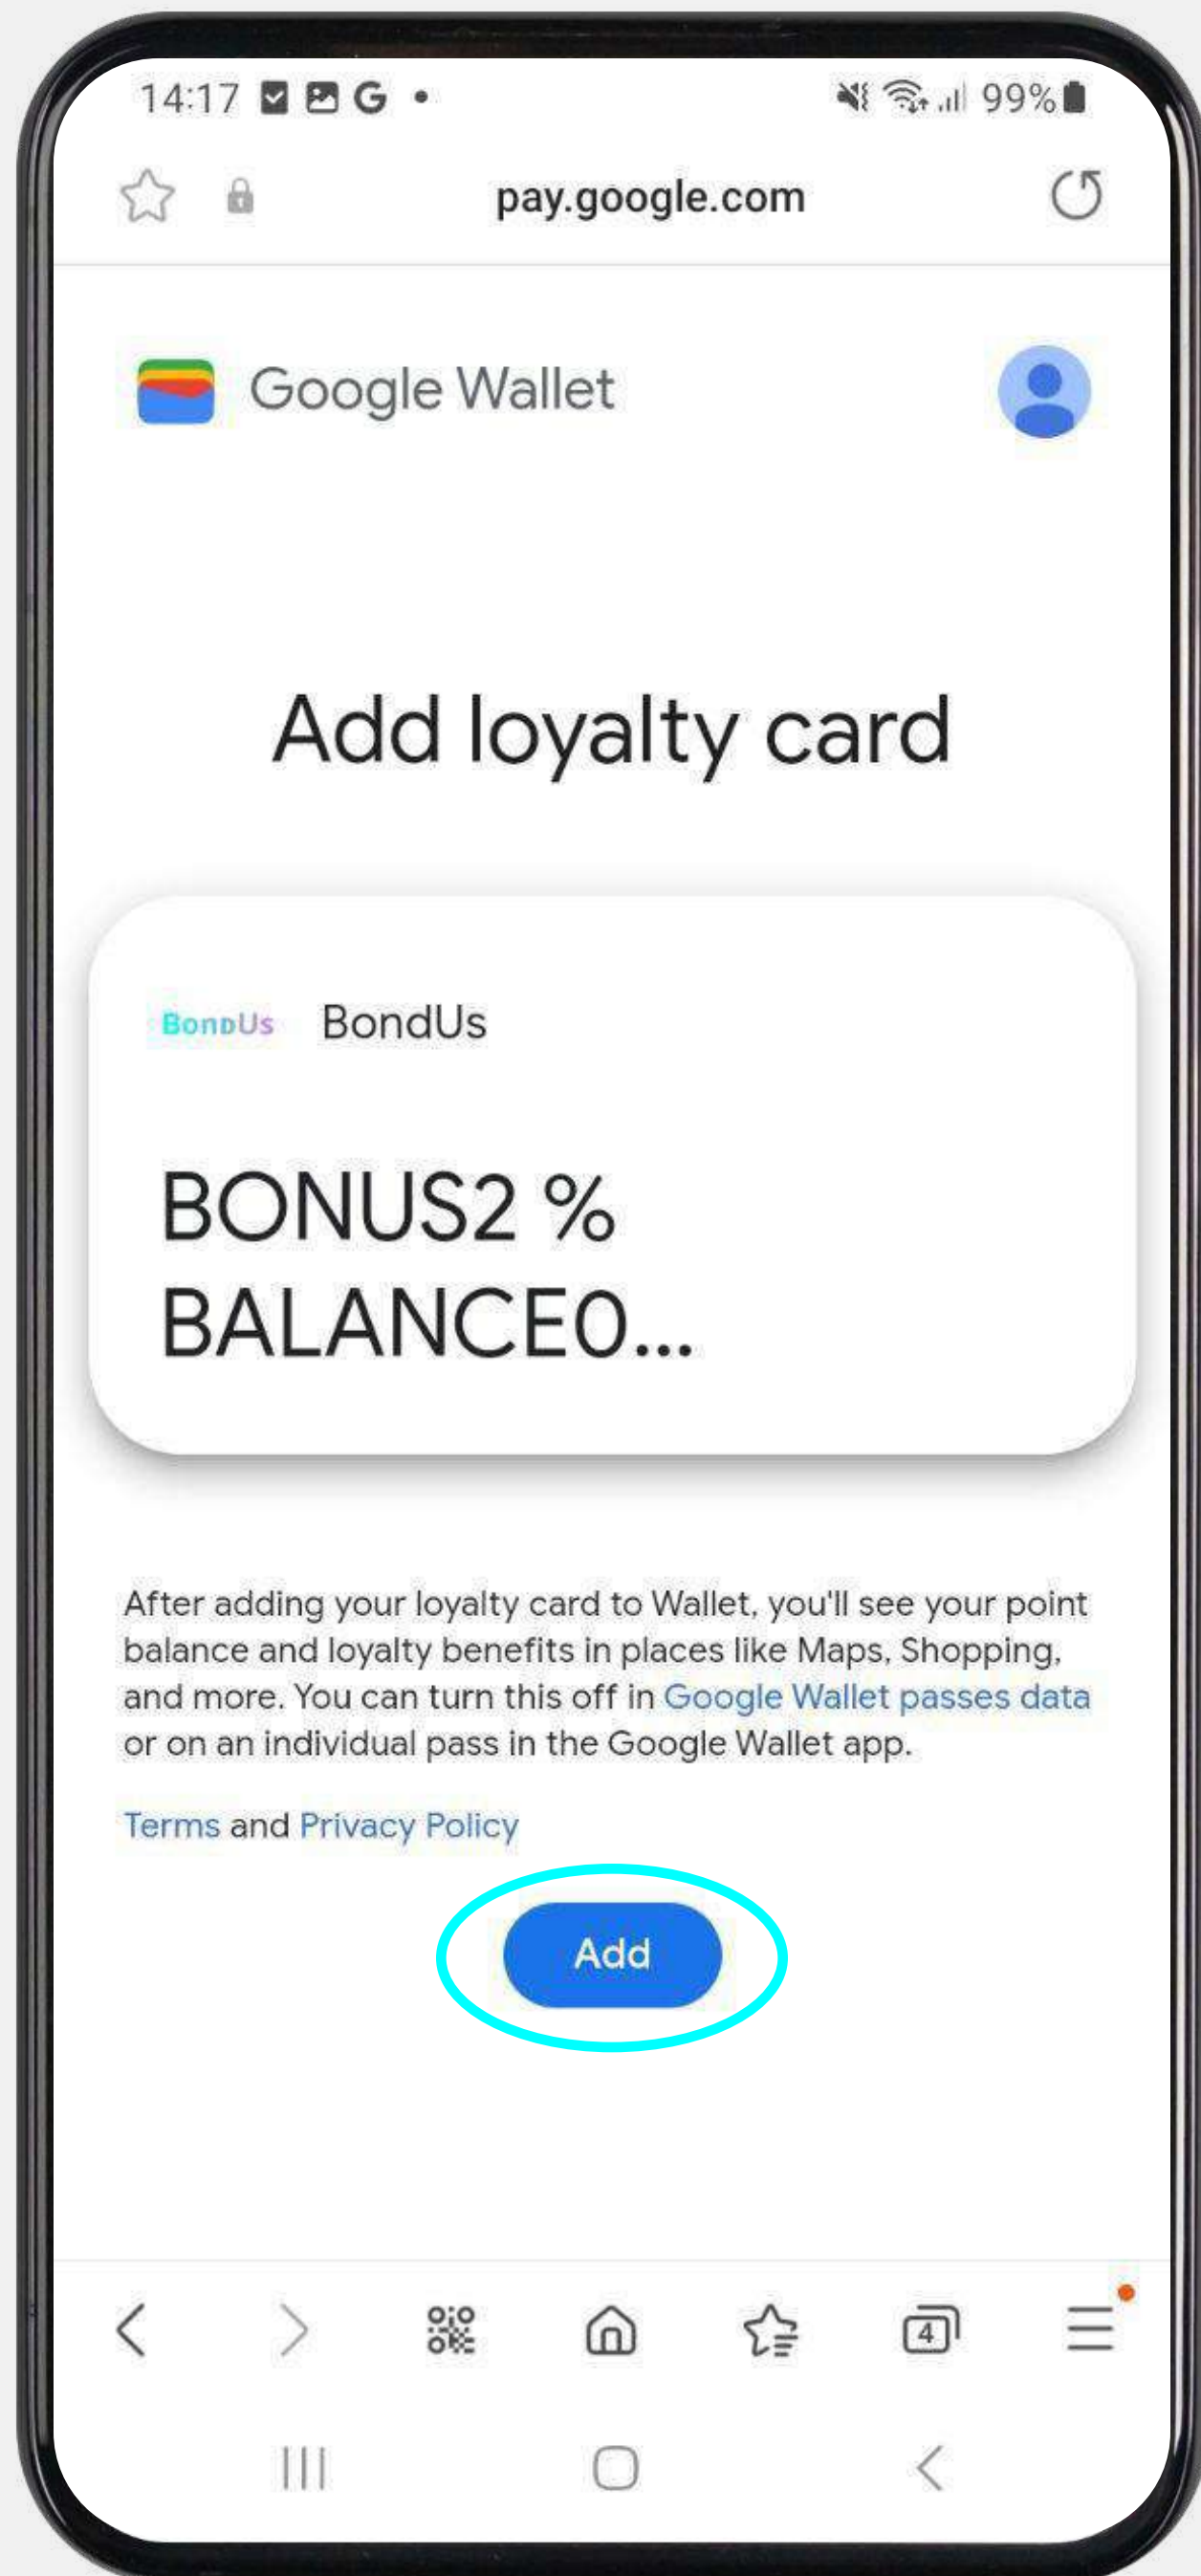 14:17 G 99%
pay.google.com
Google Wallet
Add loyalty card
BONDUS BondUs
BONUS2 %
BALANCE0...
After adding your loyalty card to Wallet, you'll see your point
balance and loyalty benefits in places like Maps, Shopping,
and more. You can turn this off in Google Wallet passes data
or on an individual pass in the Google Wallet app.
Terms and Privacy Policy
Add
4